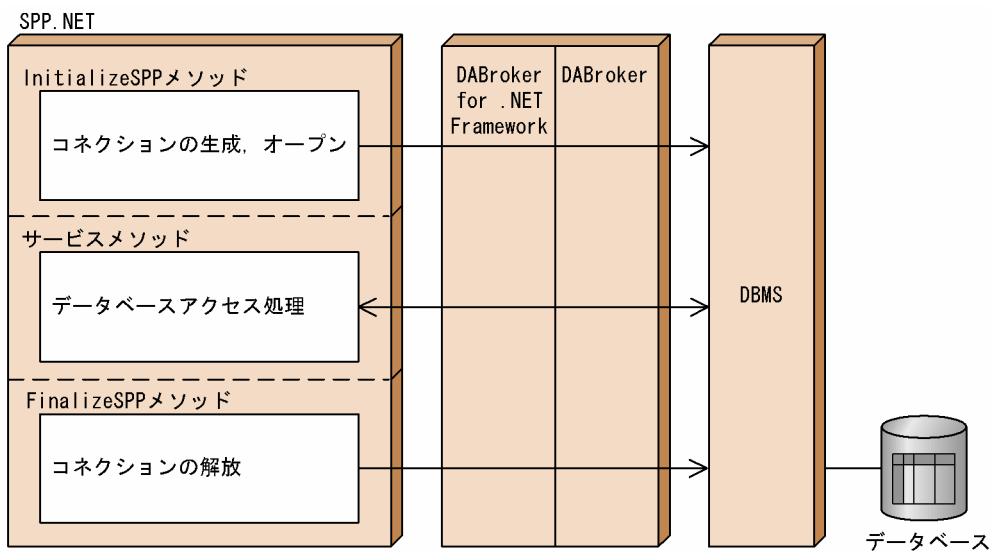 SPP.NET
InitializeSPPメソッド
コネクションの生成，オープン
サービスメソッド
データベースアクセス処理
FinalizeSPPメソッド
コネクションの解放
DABroker
for .NET
Framework
DABroker
DBMS
データベース